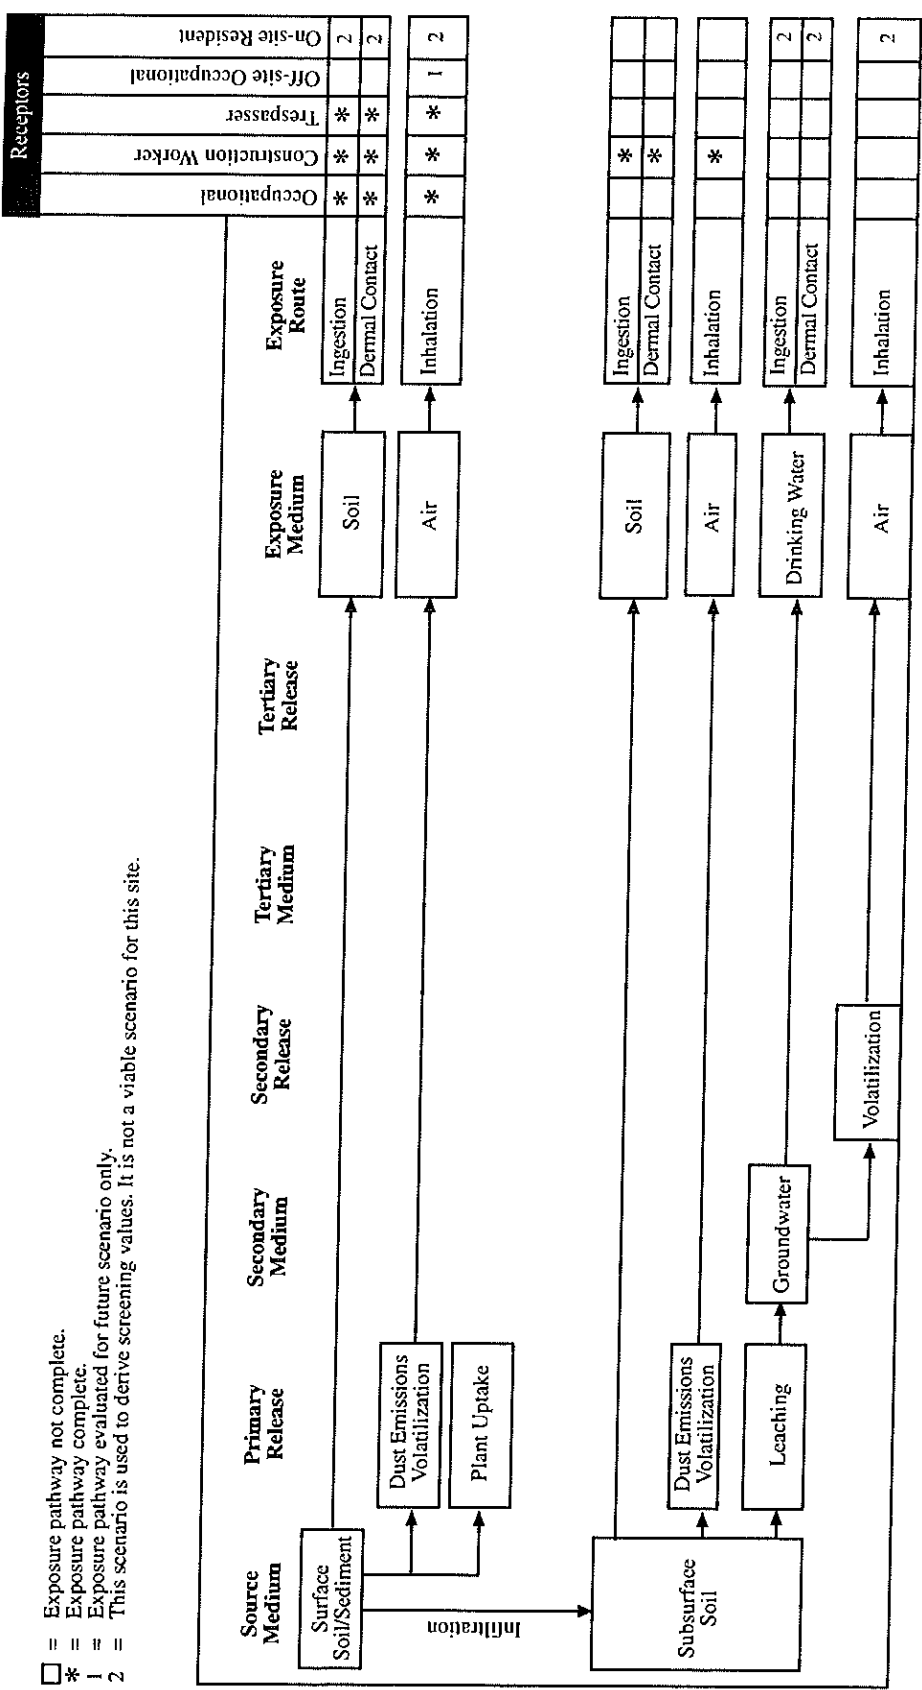 □ = Exposure pathway not complete.
* = Exposure pathway complete.
1 = Exposure pathway evaluated for future scenario only.
2 = This scenario is used to derive screening values. It is not a viable scenario for this site.
Receptors
Source
Medium
Primary
Release
Secondary
Medium
Secondary
Release
Tertiary
Medium
Tertiary
Release
Exposure
Medium
Exposure
Route
Occupational
Construction Worker
Trespasser
Off-site Occupational
On-site Resident
Surface
Soil/Sediment
Soil
Ingestion * * * 2
Dermal Contact * * * 2
Dust Emissions
Volatilization
Air
Inhalation * * * 1 2
Plant Uptake
Infiltration
Subsurface
Soil
Soil
Ingestion *
Dermal Contact *
Dust Emissions
Volatilization
Air
Inhalation *
Leaching
Groundwater
Drinking Water
Ingestion 2
Dermal Contact 2
Volatilization
Air
Inhalation 2